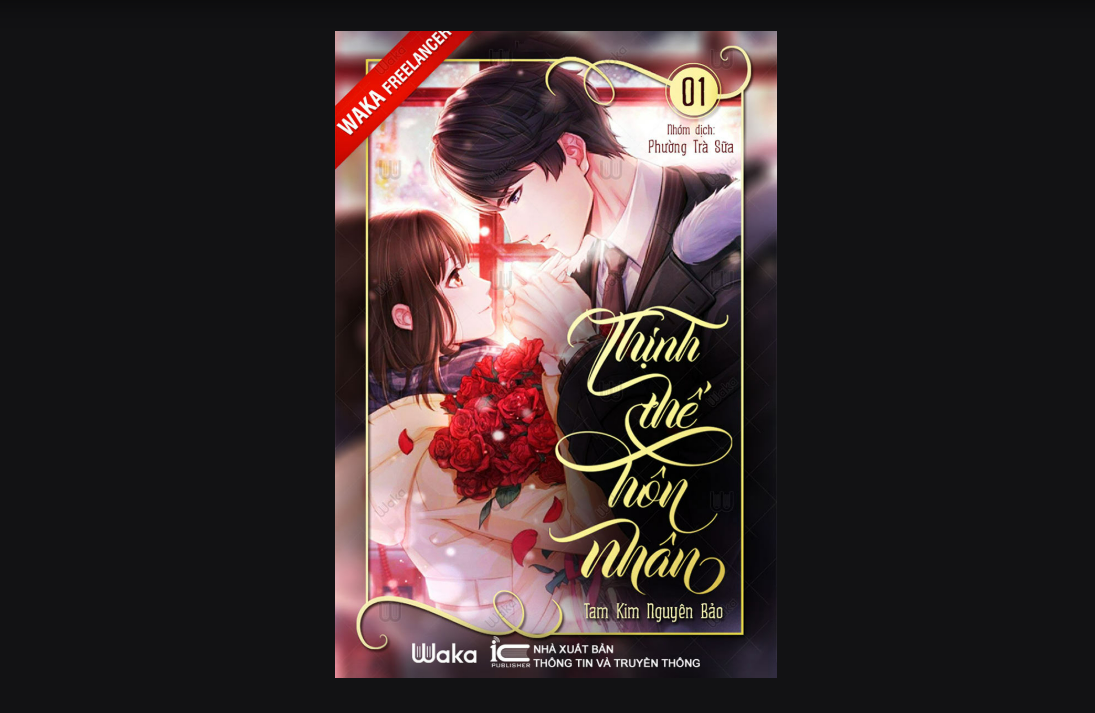 WAKA FREELANCER
01
Nhóm dịch:
Phường Trà Sữa
Thịnh
thế
hôn
nhân
Tam Kim Nguyên Bảo
Waka
iC
PUBLISHER
NHÀ XUẤT BẢN
THÔNG TIN VÀ TRUYỀN THÔNG